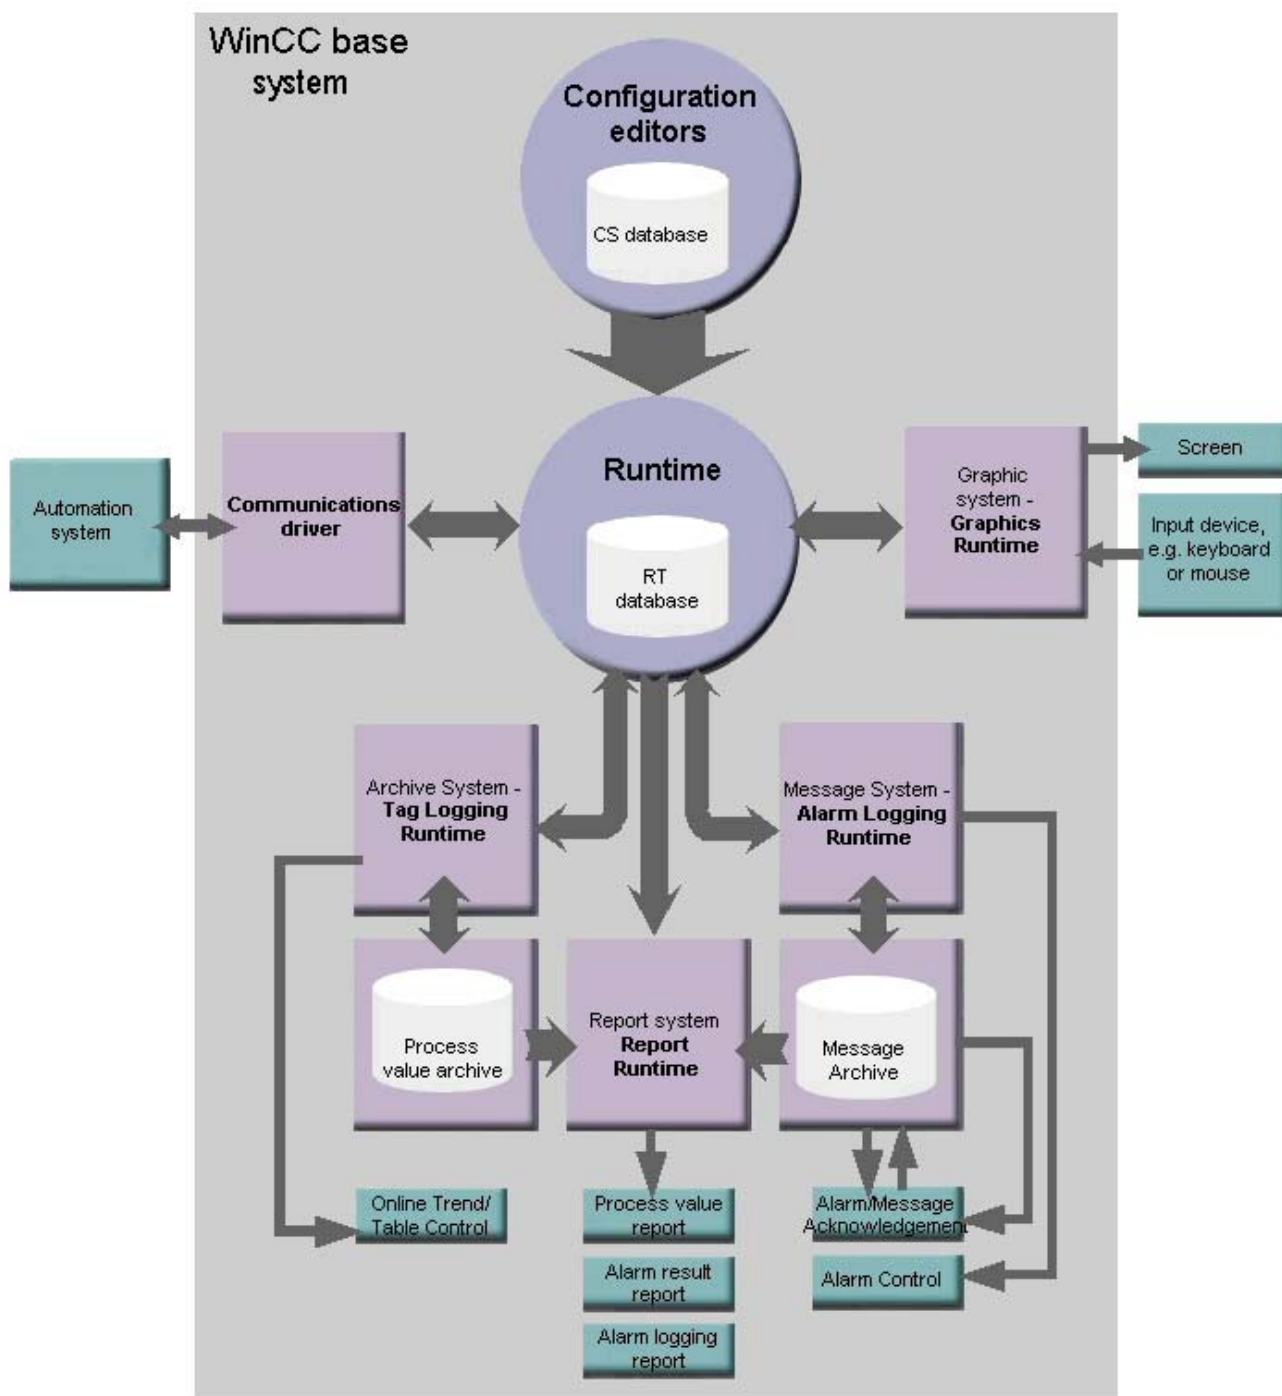 WinCC base
system
Configuration
editors
CS database
Runtime
RT
database
Automation
system
Communications
driver
Graphic
system -
Graphics
Runtime
Screen
Input device,
e.g. keyboard
or mouse
Archive System -
Tag Logging
Runtime
Message System -
Alarm Logging
Runtime
Process
value archive
Report system
Report
Runtime
Message
Archive
Online Trend/
Table Control
Process value
report
Alarm/Message
Acknowledgement
Alarm result
report
Alarm Control
Alarm logging
report